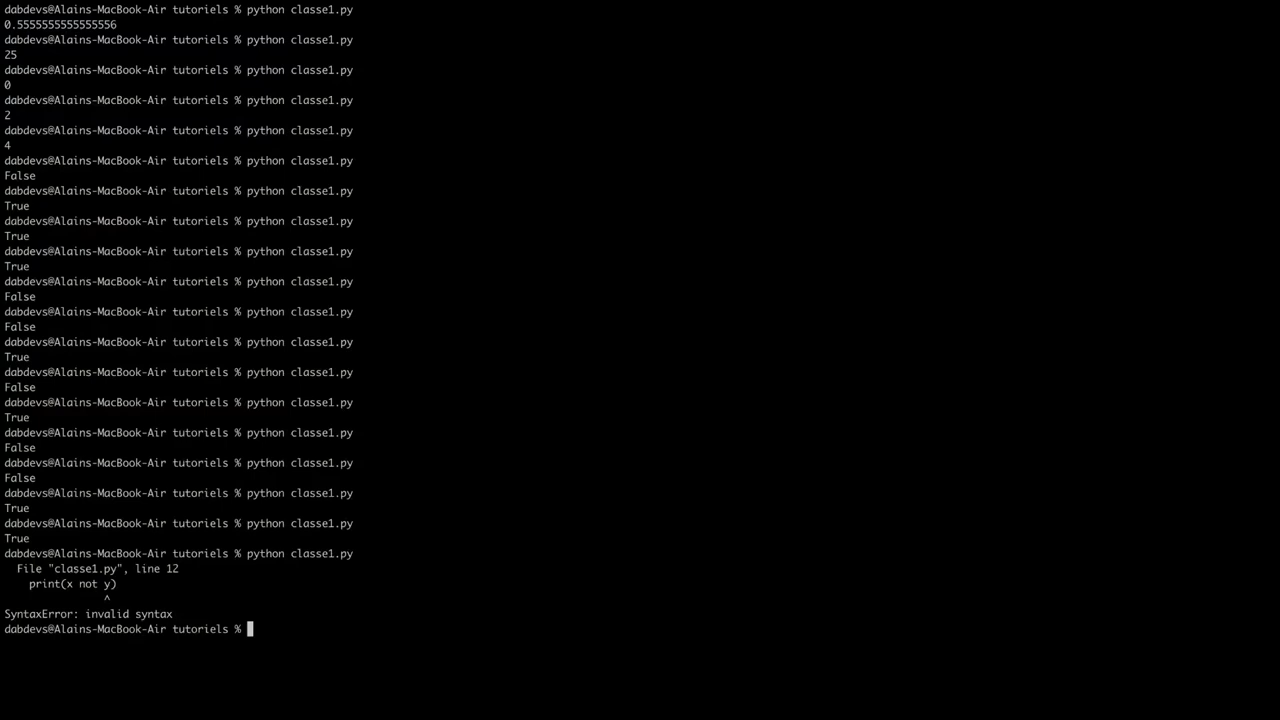 dabdevs@Alains-MacBook-Air tutoriels % python classe1.py
0.5555555555555556
dabdevs@Alains-MacBook-Air tutoriels % python classe1.py
25
dabdevs@Alains-MacBook-Air tutoriels % python classe1.py
0
dabdevs@Alains-MacBook-Air tutoriels % python classe1.py
2
dabdevs@Alains-MacBook-Air tutoriels % python classe1.py
4
dabdevs@Alains-MacBook-Air tutoriels % python classe1.py
False
dabdevs@Alains-MacBook-Air tutoriels % python classe1.py
True
dabdevs@Alains-MacBook-Air tutoriels % python classe1.py
True
dabdevs@Alains-MacBook-Air tutoriels % python classe1.py
True
dabdevs@Alains-MacBook-Air tutoriels % python classe1.py
False
dabdevs@Alains-MacBook-Air tutoriels % python classe1.py
False
dabdevs@Alains-MacBook-Air tutoriels % python classe1.py
True
dabdevs@Alains-MacBook-Air tutoriels % python classe1.py
False
dabdevs@Alains-MacBook-Air tutoriels % python classe1.py
True
dabdevs@Alains-MacBook-Air tutoriels % python classe1.py
False
dabdevs@Alains-MacBook-Air tutoriels % python classe1.py
False
dabdevs@Alains-MacBook-Air tutoriels % python classe1.py
True
dabdevs@Alains-MacBook-Air tutoriels % python classe1.py
True
dabdevs@Alains-MacBook-Air tutoriels % python classe1.py
  File "classe1.py", line 12
    print(x not y)
                ^
SyntaxError: invalid syntax
dabdevs@Alains-MacBook-Air tutoriels %